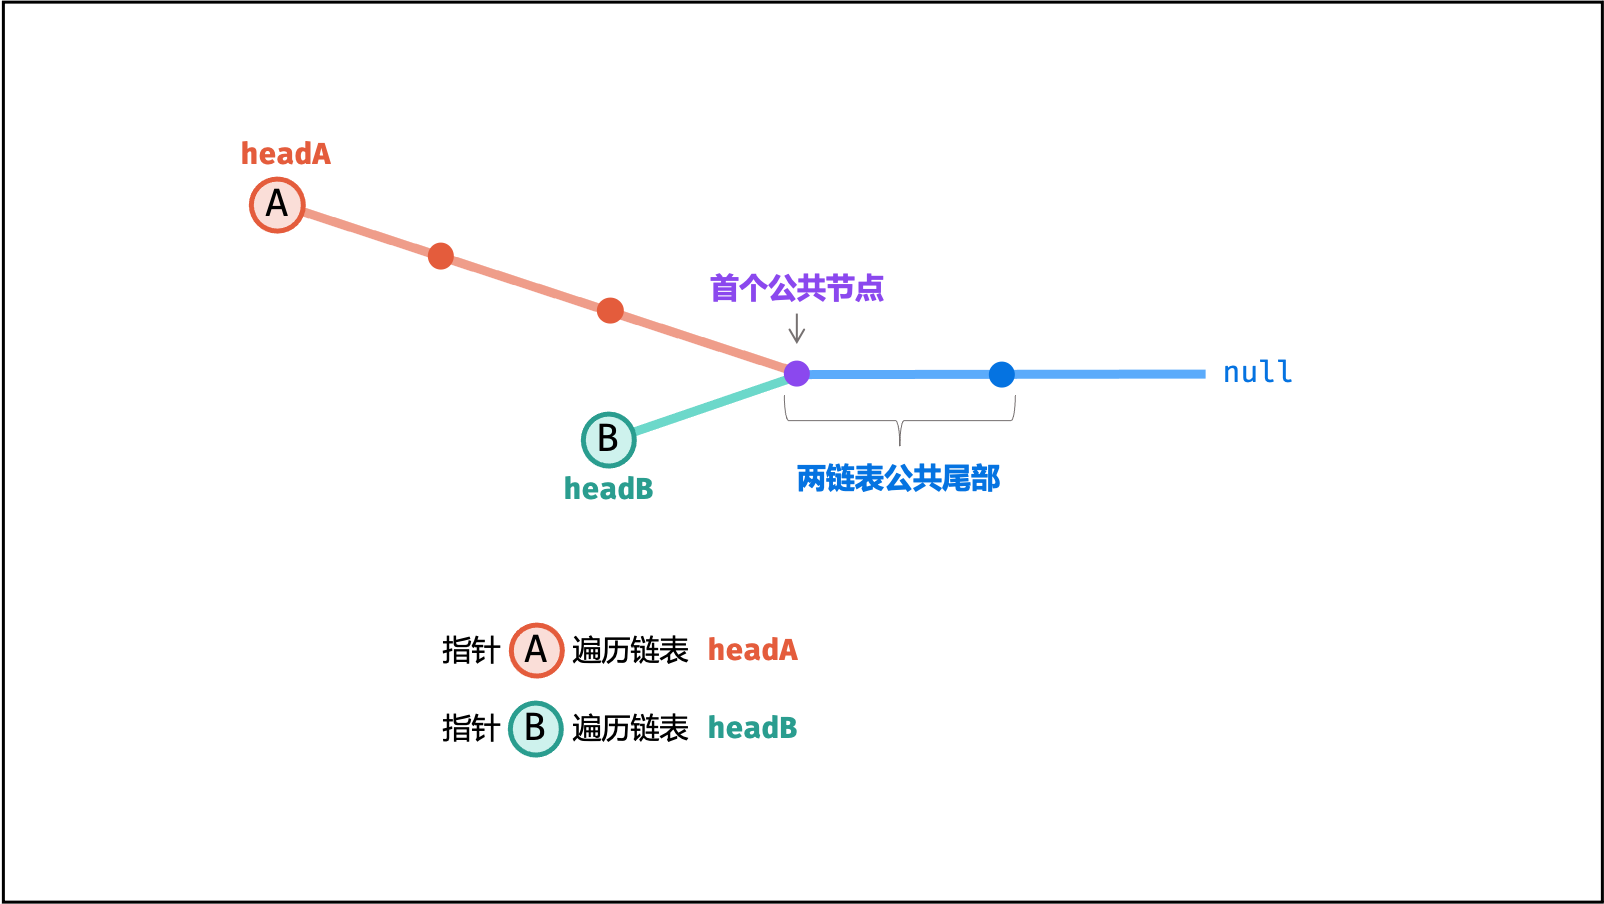 headA
A
首个公共节点
null
B
headB
两链表公共尾部
指针 A 遍历链表 headA
指针 B 遍历链表 headB